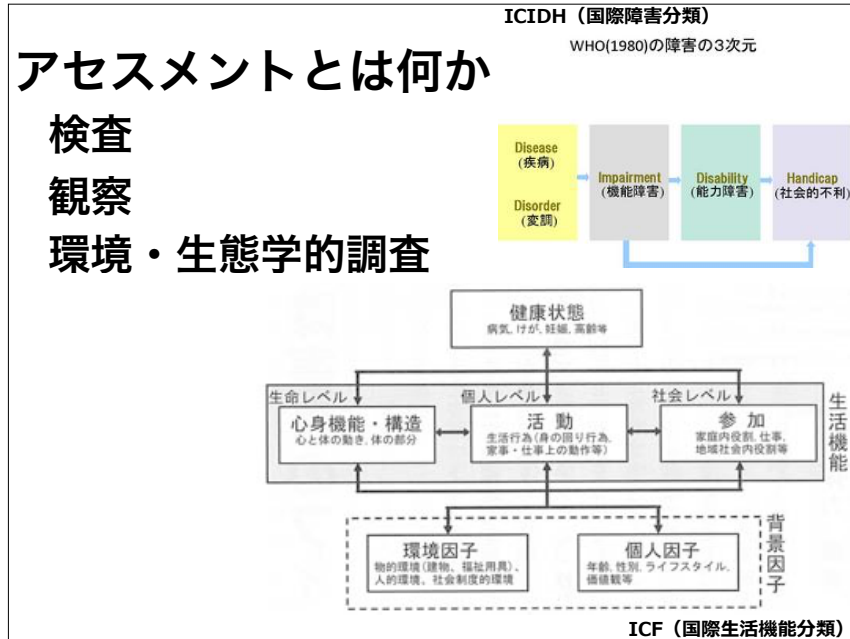 ICIDH（国際障害分類）
WHO(1980)の障害の3次元
アセスメントとは何か
検査
観察
環境・生態学的調査
Disease
(疾病)
Disorder
(変調)
Impairment
(機能障害)
Disability
(能力障害)
Handicap
(社会的不利)
健康状態
病気, けが, 妊娠, 高齢等
生命レベル
個人レベル
社会レベル
心身機能・構造
心と体の動き, 体の部分
活動
生活行為(身の回り行為,
家事・仕事上の動作等)
参加
家庭内役割, 仕事,
地域社会内役割等
生活機能
環境因子
物的環境(建物、福祉用具)、
人的環境、社会制度的環境
個人因子
年齢, 性別, ライフスタイル,
価値観等
背景因子
ICF（国際生活機能分類）